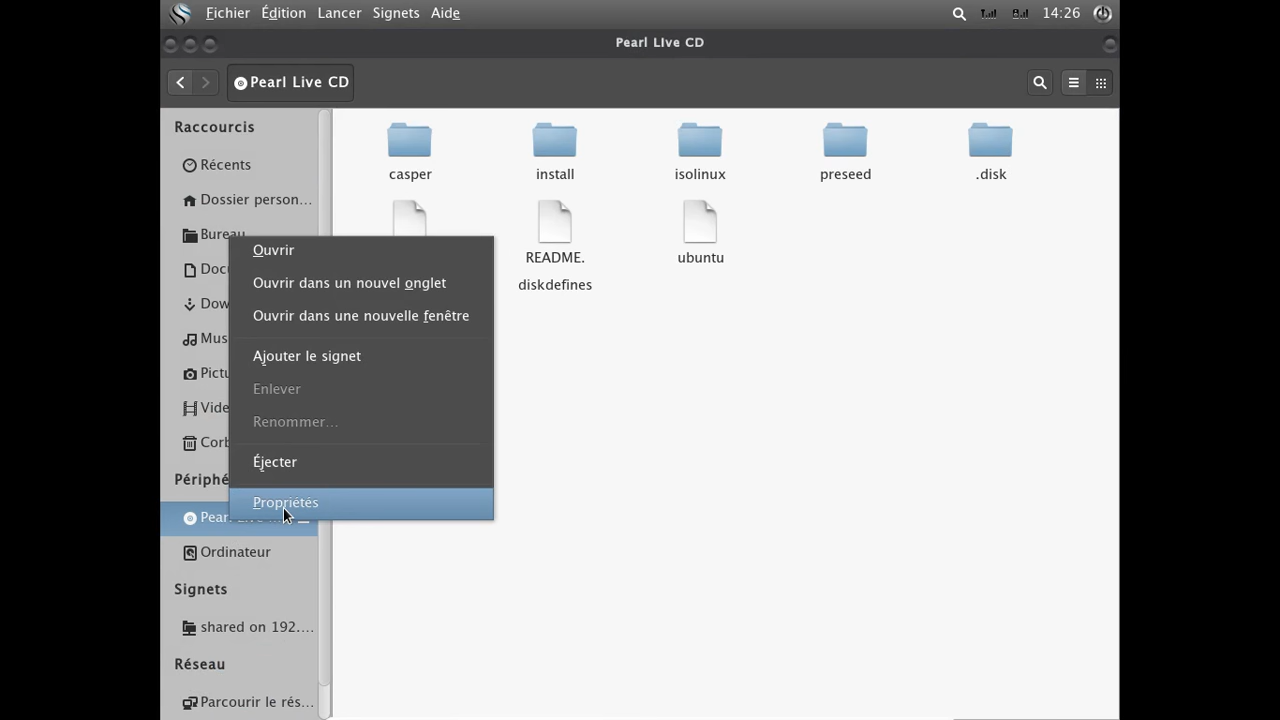 Fichier Édition Lancer Signets Aide 14:26
Pearl LIve CD
Pearl Live CD
Raccourcis
Récents
Dossier person...
Bureau
Docu
Dow
Mus
Pictu
Vide
Corb
Périphé
Pearl Live
Ordinateur
Signets
shared on 192....
Réseau
Parcourir le rés...
casper install isolinux preseed .disk
README.
diskdefines
ubuntu
Ouvrir
Ouvrir dans un nouvel onglet
Ouvrir dans une nouvelle fenêtre
Ajouter le signet
Enlever
Renommer...
Éjecter
Propriétés